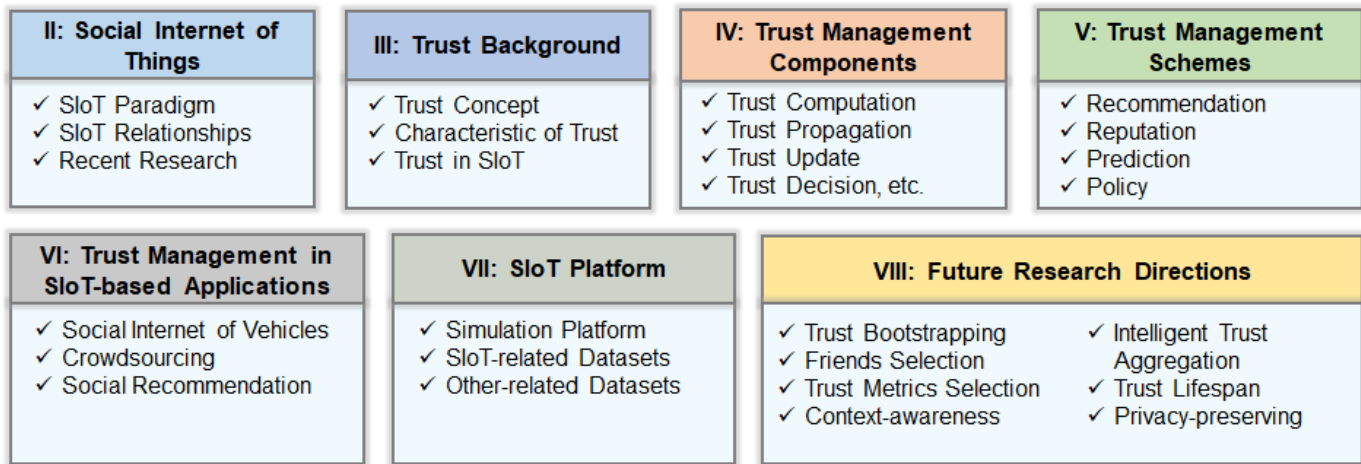 II: Social Internet of
Things
✓ SIoT Paradigm
✓ SIoT Relationships
✓ Recent Research
III: Trust Background
✓ Trust Concept
✓ Characteristic of Trust
✓ Trust in SIoT
IV: Trust Management
Components
✓ Trust Computation
✓ Trust Propagation
✓ Trust Update
✓ Trust Decision, etc.
V: Trust Management
Schemes
✓ Recommendation
✓ Reputation
✓ Prediction
✓ Policy
VI: Trust Management in
SIoT-based Applications
✓ Social Internet of Vehicles
✓ Crowdsourcing
✓ Social Recommendation
VII: SIoT Platform
✓ Simulation Platform
✓ SIoT-related Datasets
✓ Other-related Datasets
VIII: Future Research Directions
✓ Trust Bootstrapping
✓ Friends Selection
✓ Trust Metrics Selection
✓ Context-awareness
✓ Intelligent Trust
Aggregation
✓ Trust Lifespan
✓ Privacy-preserving